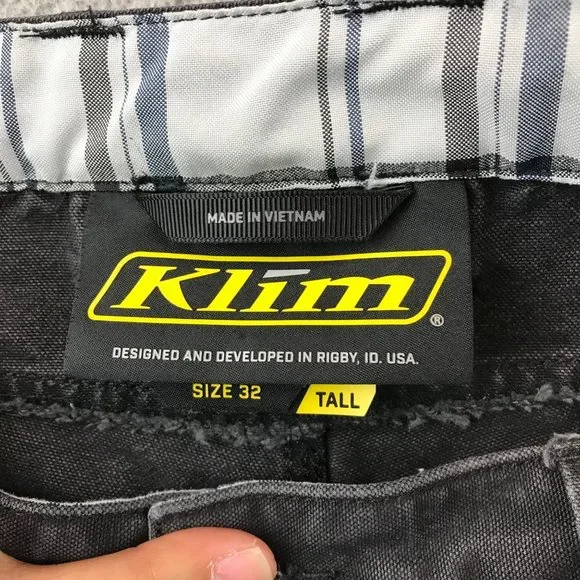 MADE IN VIETNAM
Klim®
DESIGNED AND DEVELOPED IN RIGBY, ID. USA.
SIZE 32 TALL